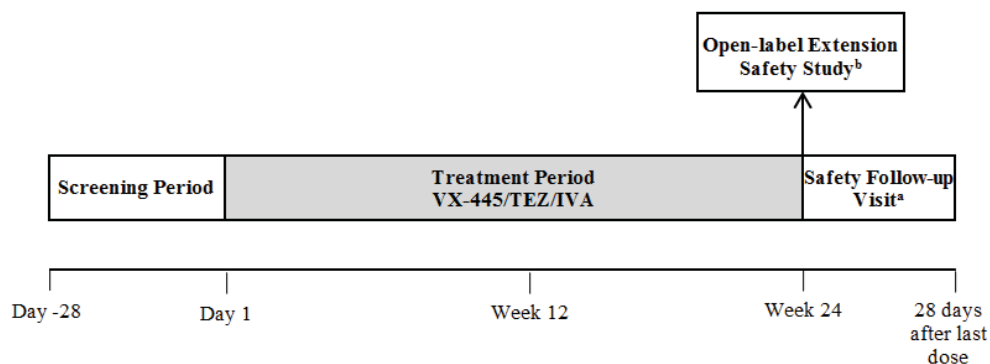 Open-label Extension
Safety Studyᵇ
Screening Period
Treatment Period
VX-445/TEZ/IVA
Safety Follow-up
Visitᵃ
Day -28
Day 1
Week 12
Week 24
28 days
after last
dose